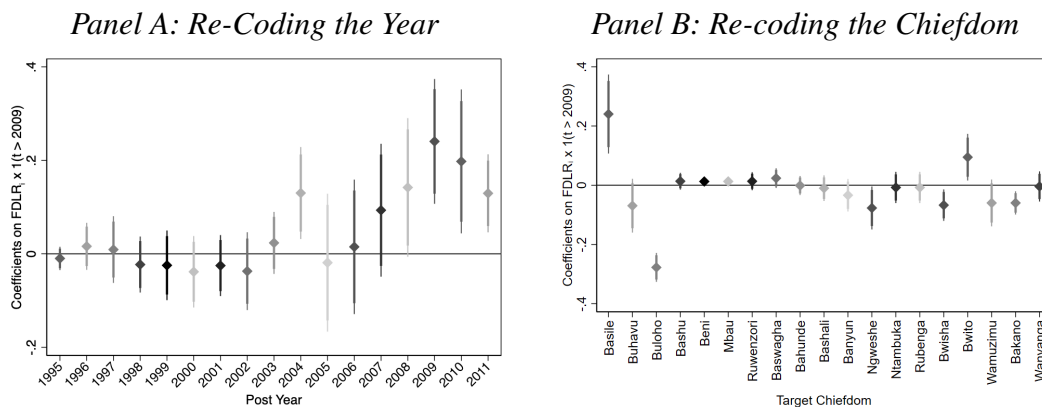 Panel A: Re-Coding the Year
Coefficients on FDLRᵢ x 1(t > 2009)
.4
.2
0
-.2
1995
1996
1997
1998
1999
2000
2001
2002
2003
2004
2005
2006
2007
2008
2009
2010
2011
Post Year
Panel B: Re-coding the Chiefdom
Coefficients on FDLRᵢ x 1(t > 2009)
.4
.2
0
-.2
-.4
Basile
Buhavu
Buloho
Bashu
Beni
Mbau
Ruwenzori
Baswagha
Bahunde
Bashali
Banyun
Ngweshe
Ntambuka
Rubenga
Bwisha
Bwito
Wamuzimu
Bakano
Wanyanga
Target Chiefdom